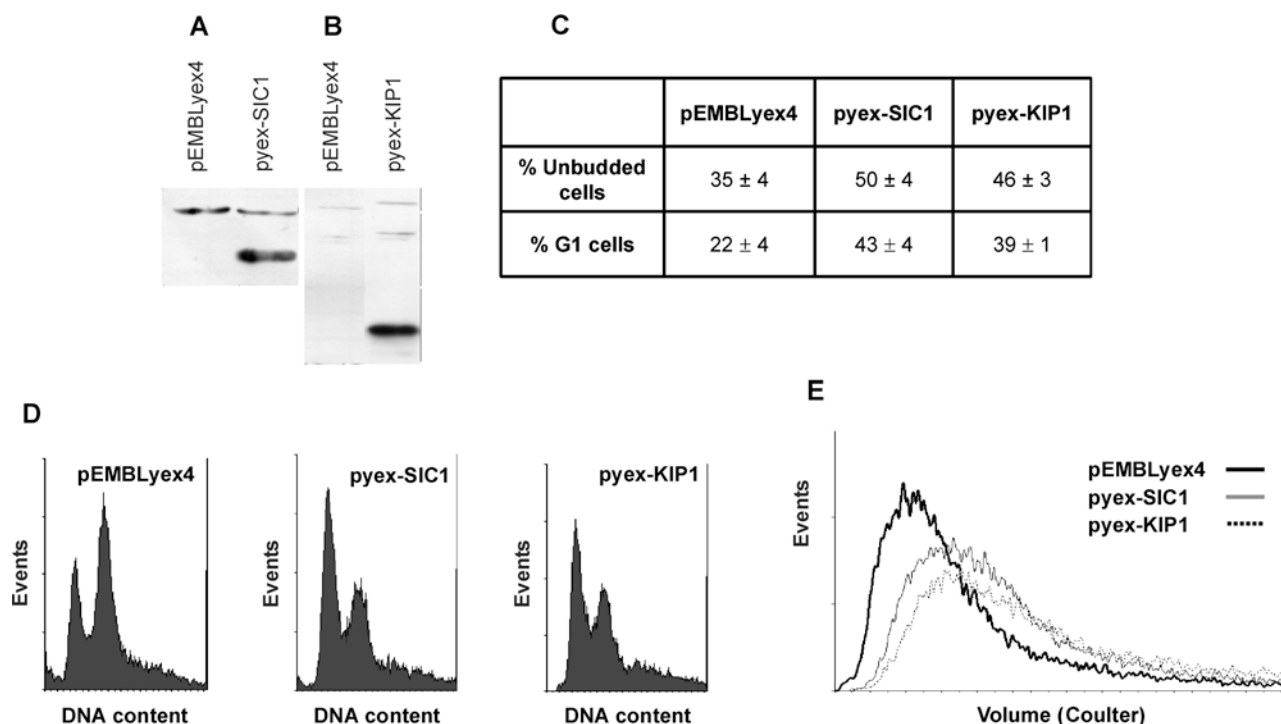 A
B
C
pEMBLyex4
pyex-SIC1
pEMBLyex4
pyex-KIP1
pEMBLyex4 pyex-SIC1 pyex-KIP1
% Unbudded cells 35 ± 4 50 ± 4 46 ± 3
% G1 cells 22 ± 4 43 ± 4 39 ± 1
D
pEMBLyex4
Events
DNA content
pyex-SIC1
Events
DNA content
pyex-KIP1
Events
DNA content
E
pEMBLyex4
pyex-SIC1
pyex-KIP1
Events
Volume (Coulter)